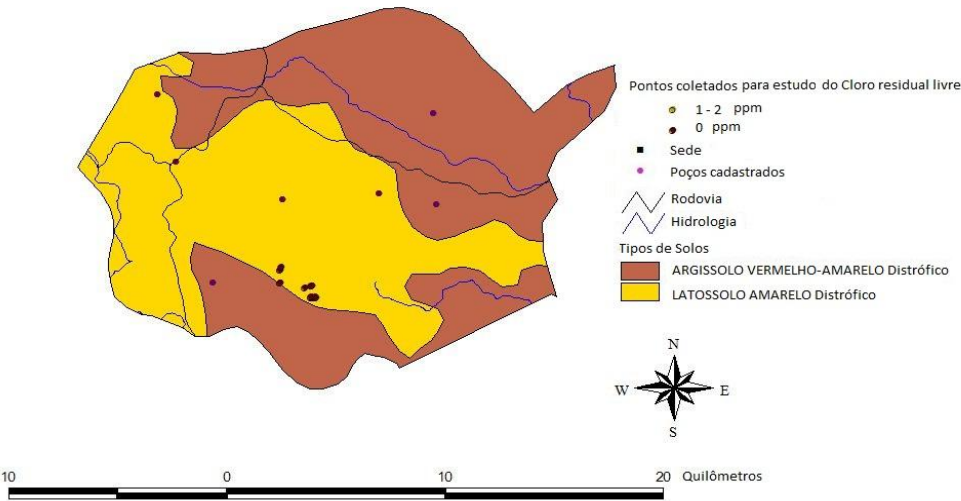 Pontos coletados para estudo do Cloro residual livre
1 - 2 ppm
0 ppm
Sede
Poços cadastrados
Rodovia
Hidrologia
Tipos de Solos
ARGISSOLO VERMELHO-AMARELO Distrófico
LATOSSOLO AMARELO Distrófico
N
W E
S
10 0 10 20 Quilômetros